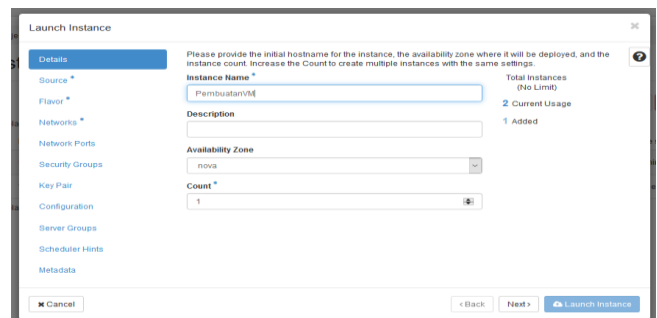 Launch Instance
Details
Source *
Flavor *
Networks *
Network Ports
Security Groups
Key Pair
Configuration
Server Groups
Scheduler Hints
Metadata
Please provide the initial hostname for the instance, the availability zone where it will be deployed, and the
instance count. Increase the Count to create multiple instances with the same settings.
Instance Name *
PembuatanVM
Description
Availability Zone
nova
Count *
1
Total Instances
(No Limit)
2 Current Usage
1 Added
× Cancel
< Back
Next >
Launch Instance